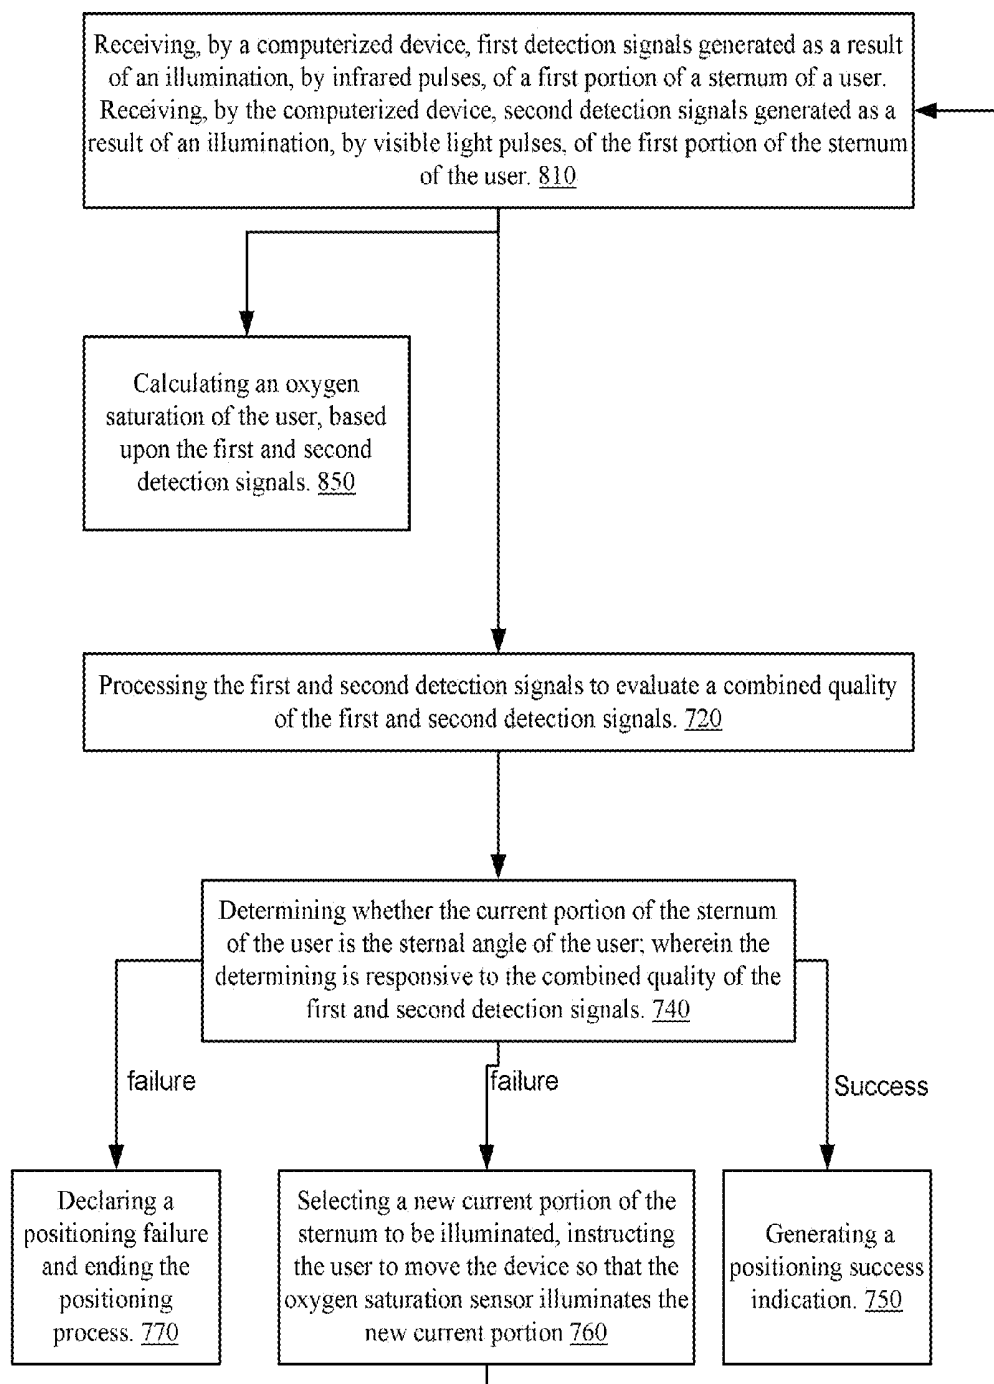 Receiving, by a computerized device, first detection signals generated as a result
of an illumination, by infrared pulses, of a first portion of a sternum of a user.
Receiving, by the computerized device, second detection signals generated as a
result of an illumination, by visible light pulses, of the first portion of the sternum
of the user. 810
Calculating an oxygen
saturation of the user, based
upon the first and second
detection signals. 850
Processing the first and second detection signals to evaluate a combined quality
of the first and second detection signals. 720
Determining whether the current portion of the sternum
of the user is the sternal angle of the user; wherein the
determining is responsive to the combined quality of the
first and second detection signals. 740
failure
failure
Success
Declaring a
positioning failure
and ending the
positioning
process. 770
Selecting a new current portion of the
sternum to be illuminated, instructing
the user to move the device so that the
oxygen saturation sensor illuminates the
new current portion 760
Generating a
positioning success
indication. 750